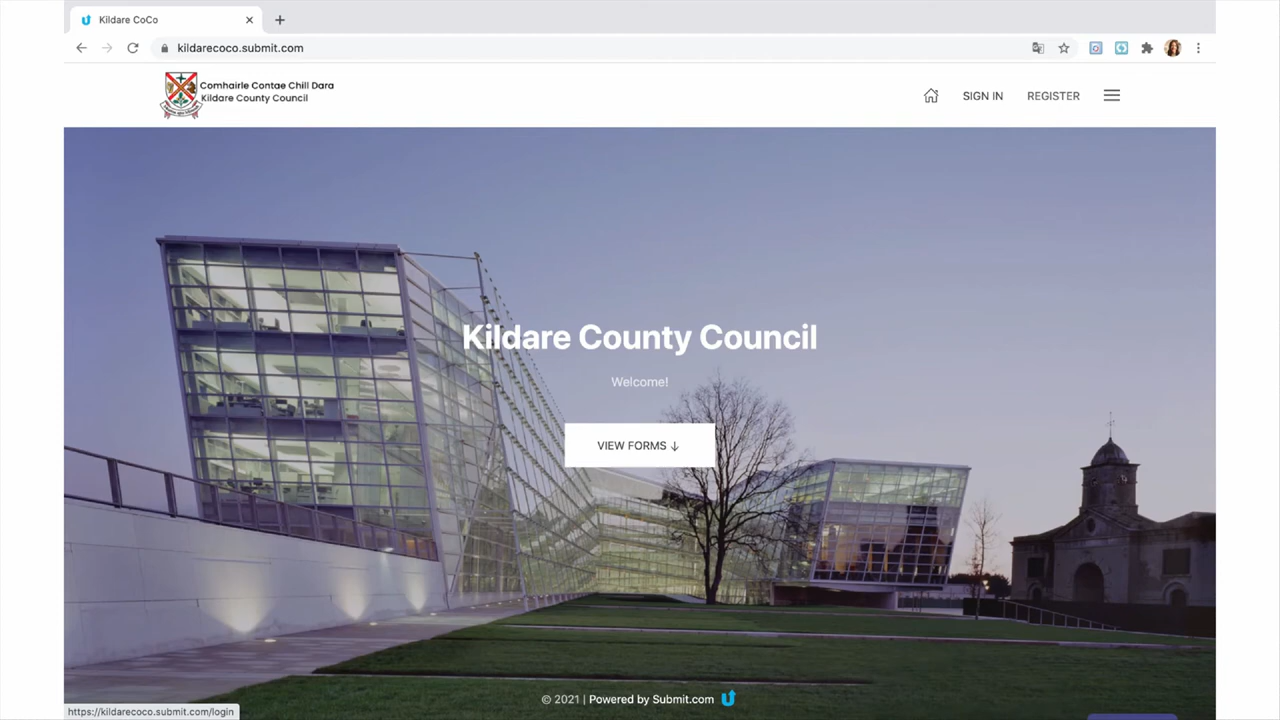 Kildare CoCo
kildarecoco.submit.com
Comhairle Contae Chill Dara
Kildare County Council
SIGN IN
REGISTER
Kildare County Council
Welcome!
VIEW FORMS ↓
© 2021 | Powered by Submit.com
https://kildarecoco.submit.com/login